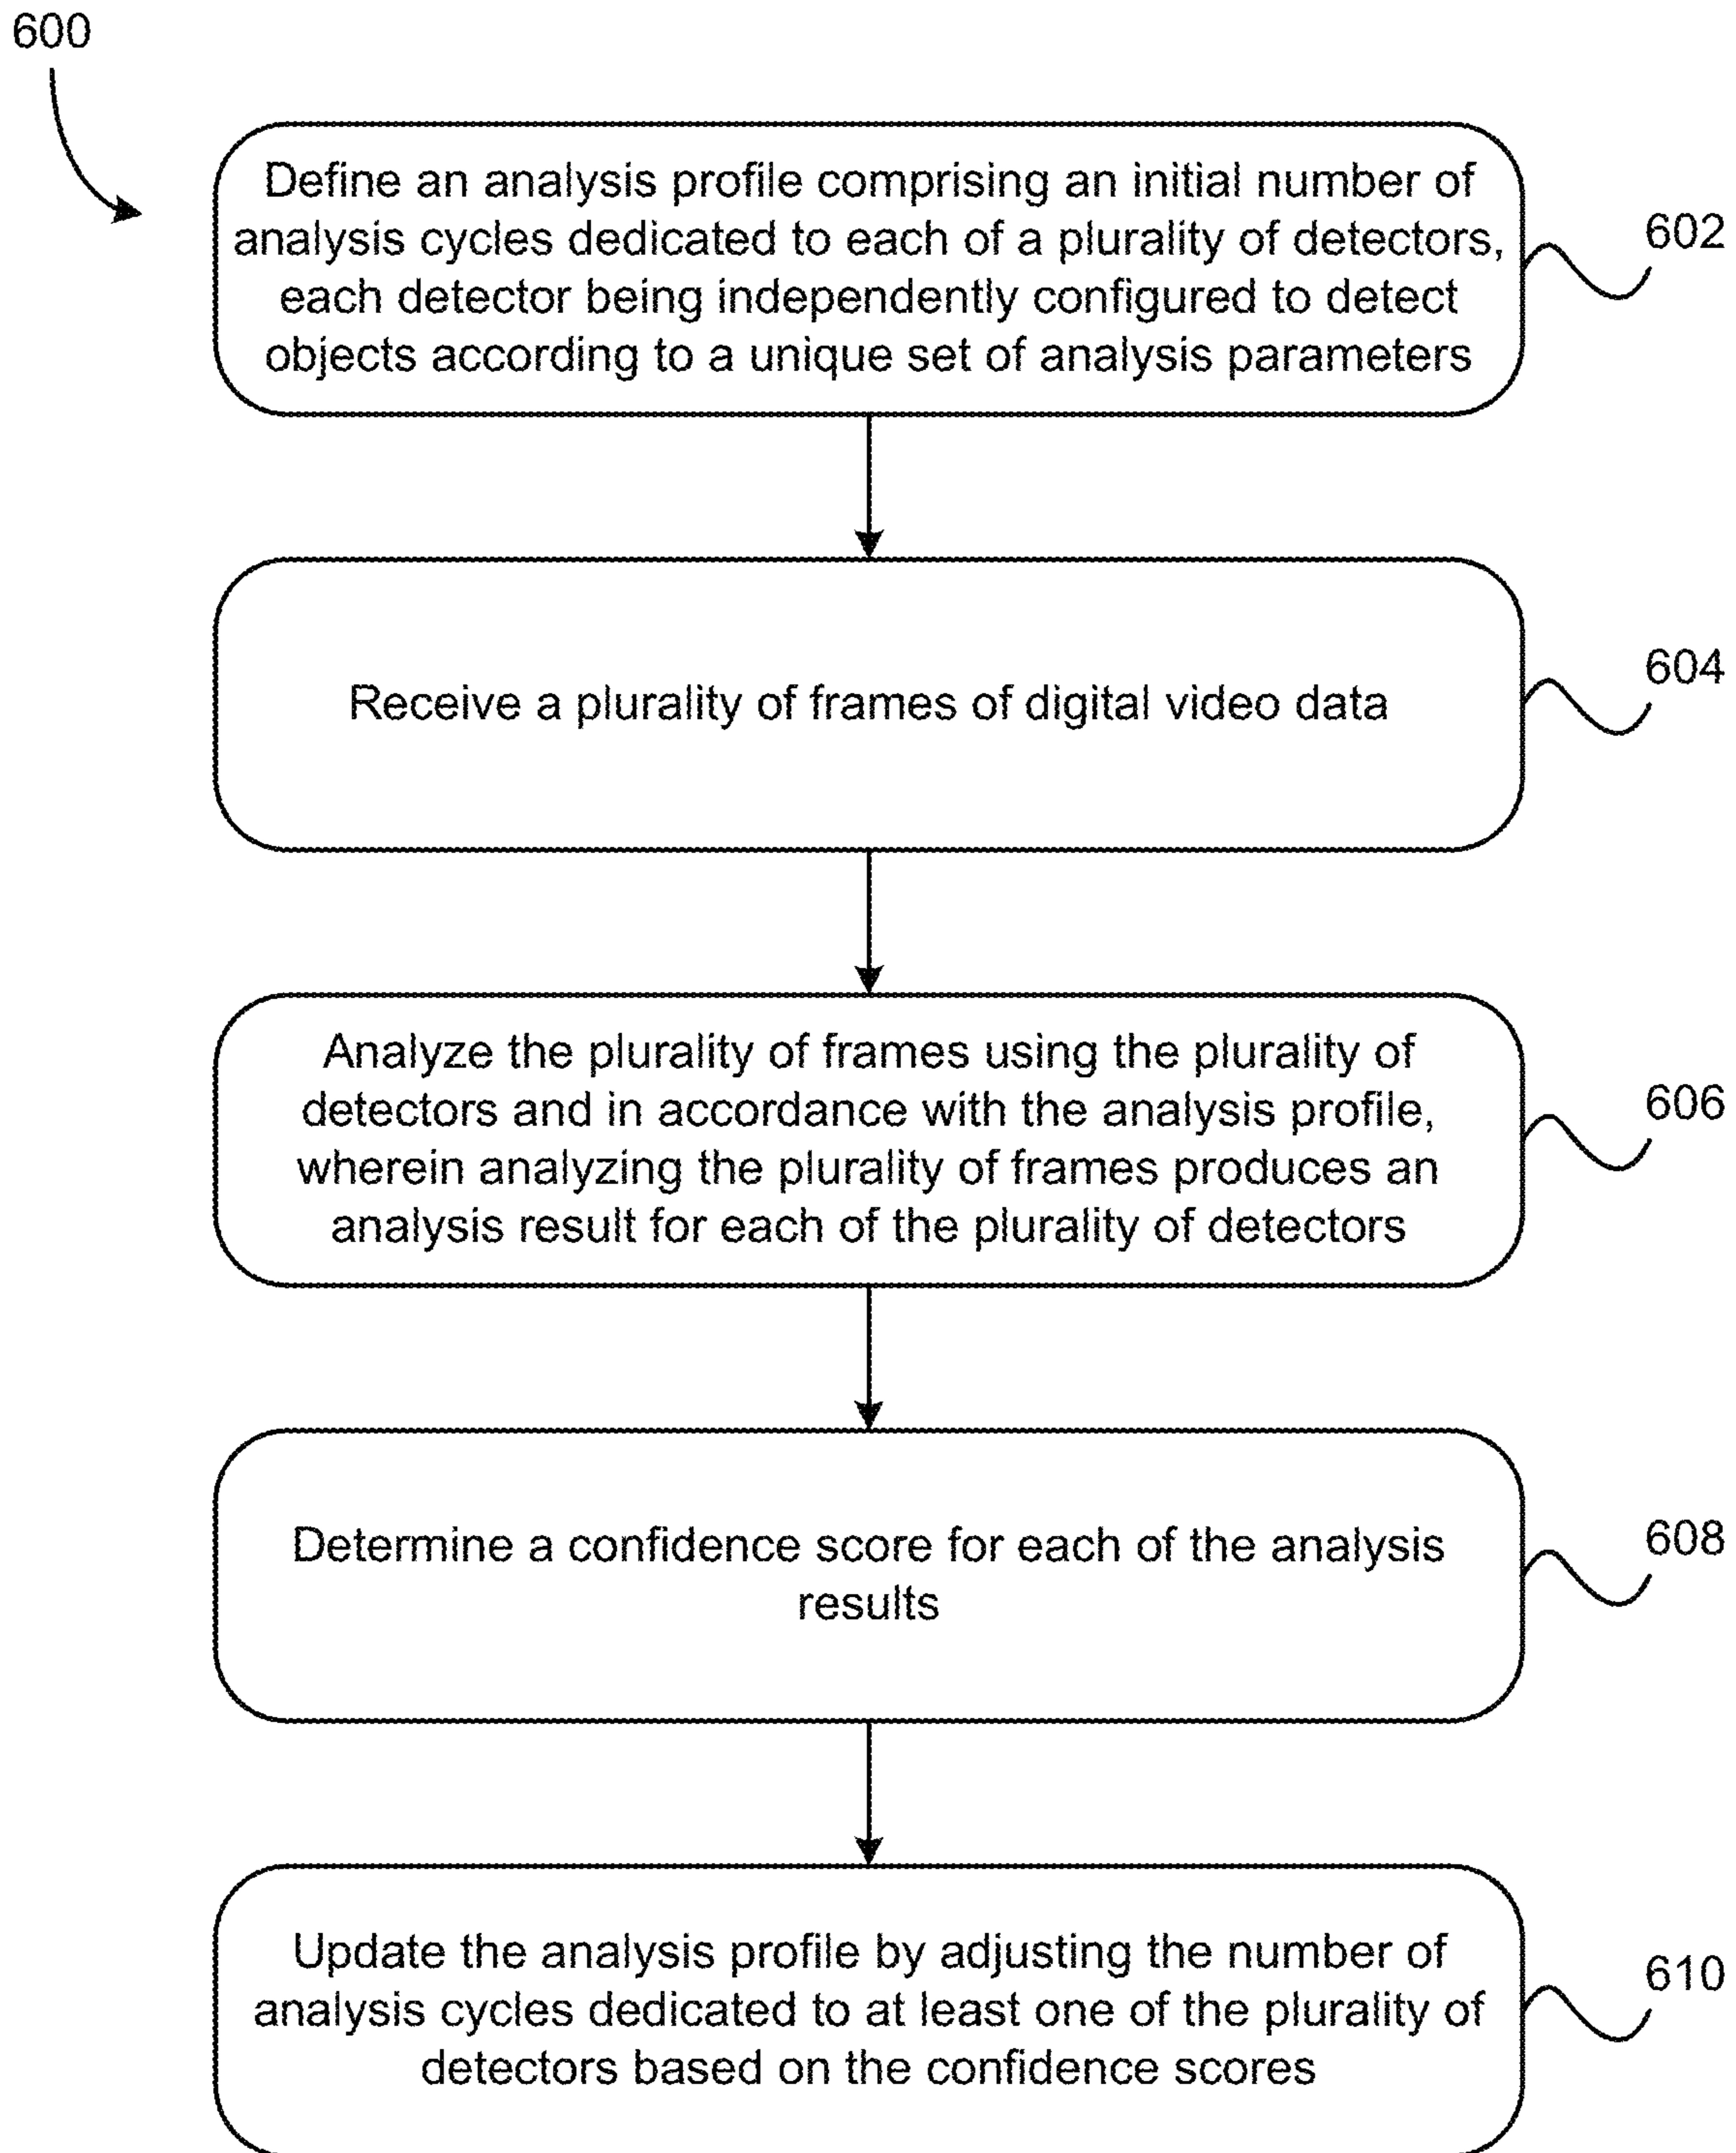 600
Define an analysis profile comprising an initial number of
analysis cycles dedicated to each of a plurality of detectors,
each detector being independently configured to detect
objects according to a unique set of analysis parameters
602
Receive a plurality of frames of digital video data
604
Analyze the plurality of frames using the plurality of
detectors and in accordance with the analysis profile,
wherein analyzing the plurality of frames produces an
analysis result for each of the plurality of detectors
606
Determine a confidence score for each of the analysis
results
608
Update the analysis profile by adjusting the number of
analysis cycles dedicated to at least one of the plurality of
detectors based on the confidence scores
610